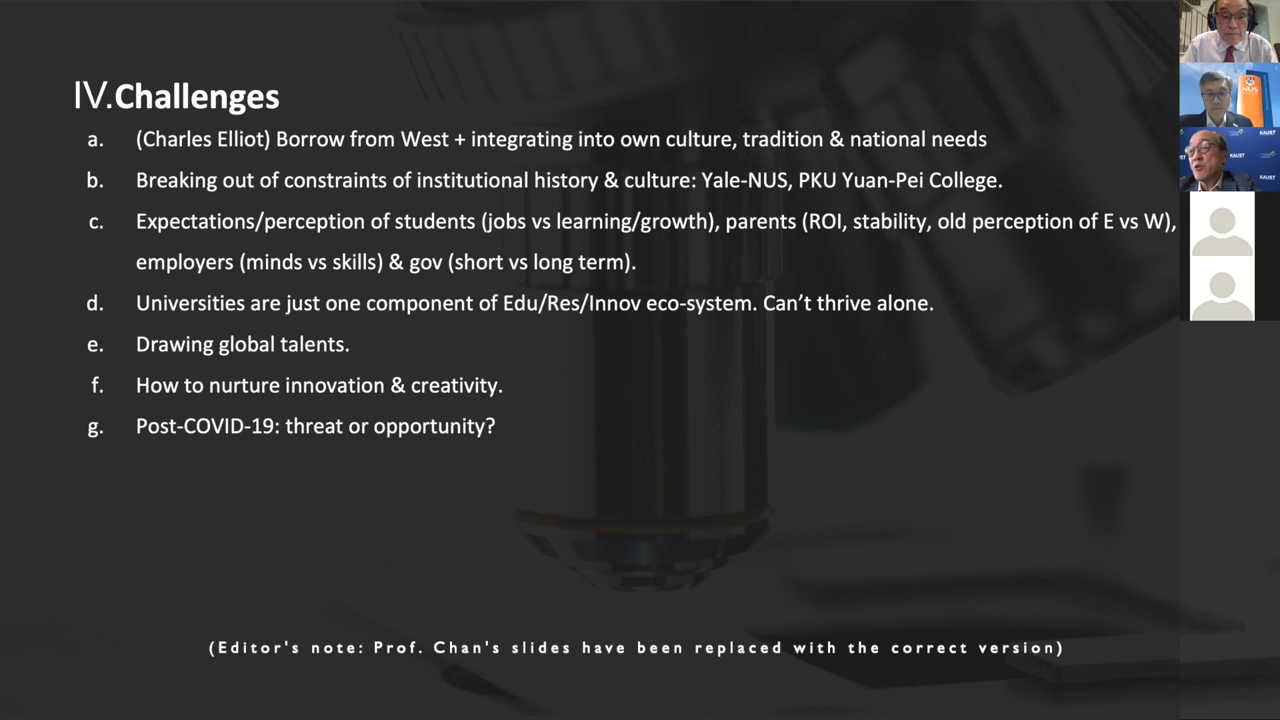 Ⅳ.Challenges
a. (Charles Elliot) Borrow from West + integrating into own culture, tradition & national needs
b. Breaking out of constraints of institutional history & culture: Yale-NUS, PKU Yuan-Pei College.
c. Expectations/perception of students (jobs vs learning/growth), parents (ROI, stability, old perception of E vs W),
employers (minds vs skills) & gov (short vs long term).
d. Universities are just one component of Edu/Res/Innov eco-system. Can’t thrive alone.
e. Drawing global talents.
f. How to nurture innovation & creativity.
g. Post-COVID-19: threat or opportunity?
(Editor's note: Prof. Chan's slides have been replaced with the correct version)
NUS
KAUST
KAUST
KAUST